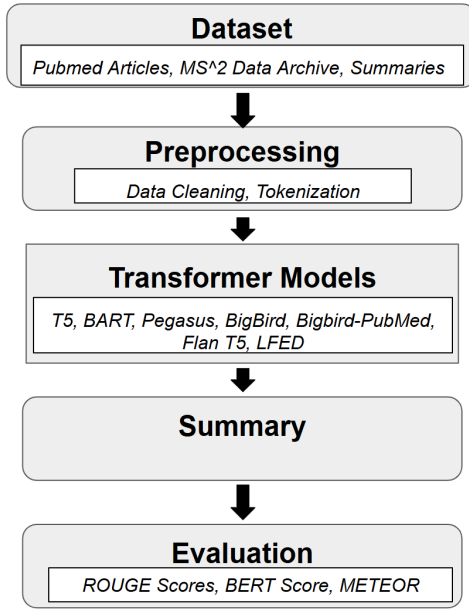 Dataset
Pubmed Articles, MS^2 Data Archive, Summaries
Preprocessing
Data Cleaning, Tokenization
Transformer Models
T5, BART, Pegasus, BigBird, Bigbird-PubMed,
Flan T5, LFED
Summary
Evaluation
ROUGE Scores, BERT Score, METEOR